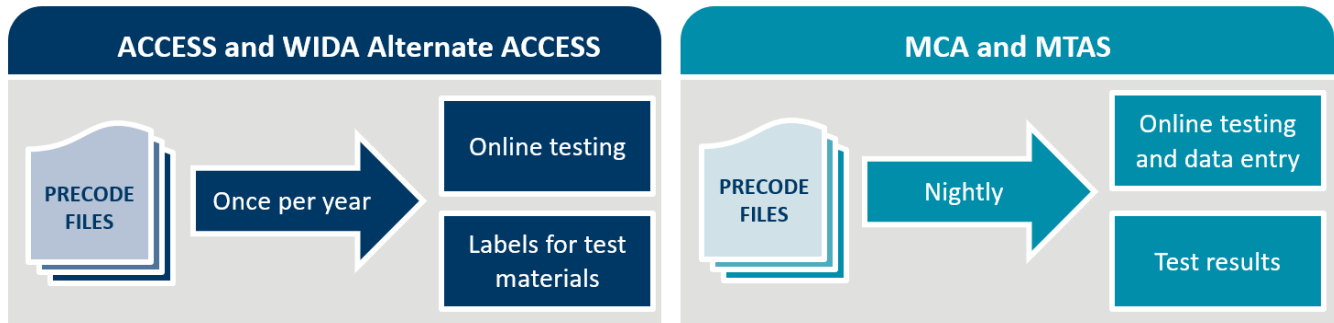 ACCESS and WIDA Alternate ACCESS
PRECODE
FILES
Once per year
Online testing
Labels for test
materials
MCA and MTAS
PRECODE
FILES
Nightly
Online testing
and data entry
Test results